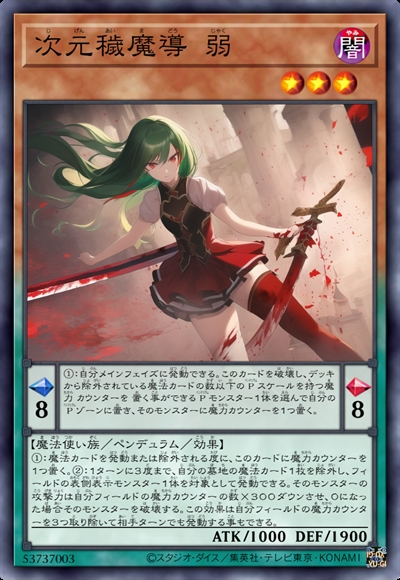 次元穢魔導 弱
闇
①:自分メインフェイズに発動できる。このカードを破壊し、デッキ
から除外されている魔法カードの数以下のPスケールを持つ魔
力カウンターを置く事ができるPモンスター1体を選んで自分の
Pゾーンに置き、そのモンスターに魔力カウンターを1つ置く。
8
8
【魔法使い族/ペンデュラム/効果】
①:魔法カードを発動または除外される度に、このカードに魔力カウンターを
1つ置く。②:1ターンに3度まで、自分の墓地の魔法カード1枚を除外し、フィ
ールドの表側表示モンスター1体を対象として発動できる。そのモンスターの
攻撃力は自分フィールドの魔力カウンターの数×300ダウンさせ、0になっ
た場合そのモンスターを破壊する。この効果は自分フィールドの魔力カウン
ターを3つ取り除いて相手ターンでも発動する事もできる。
ATK/1000 DEF/1900
53737003 ©スタジオ・ダイス/集英社・テレビ東京・KONAMI